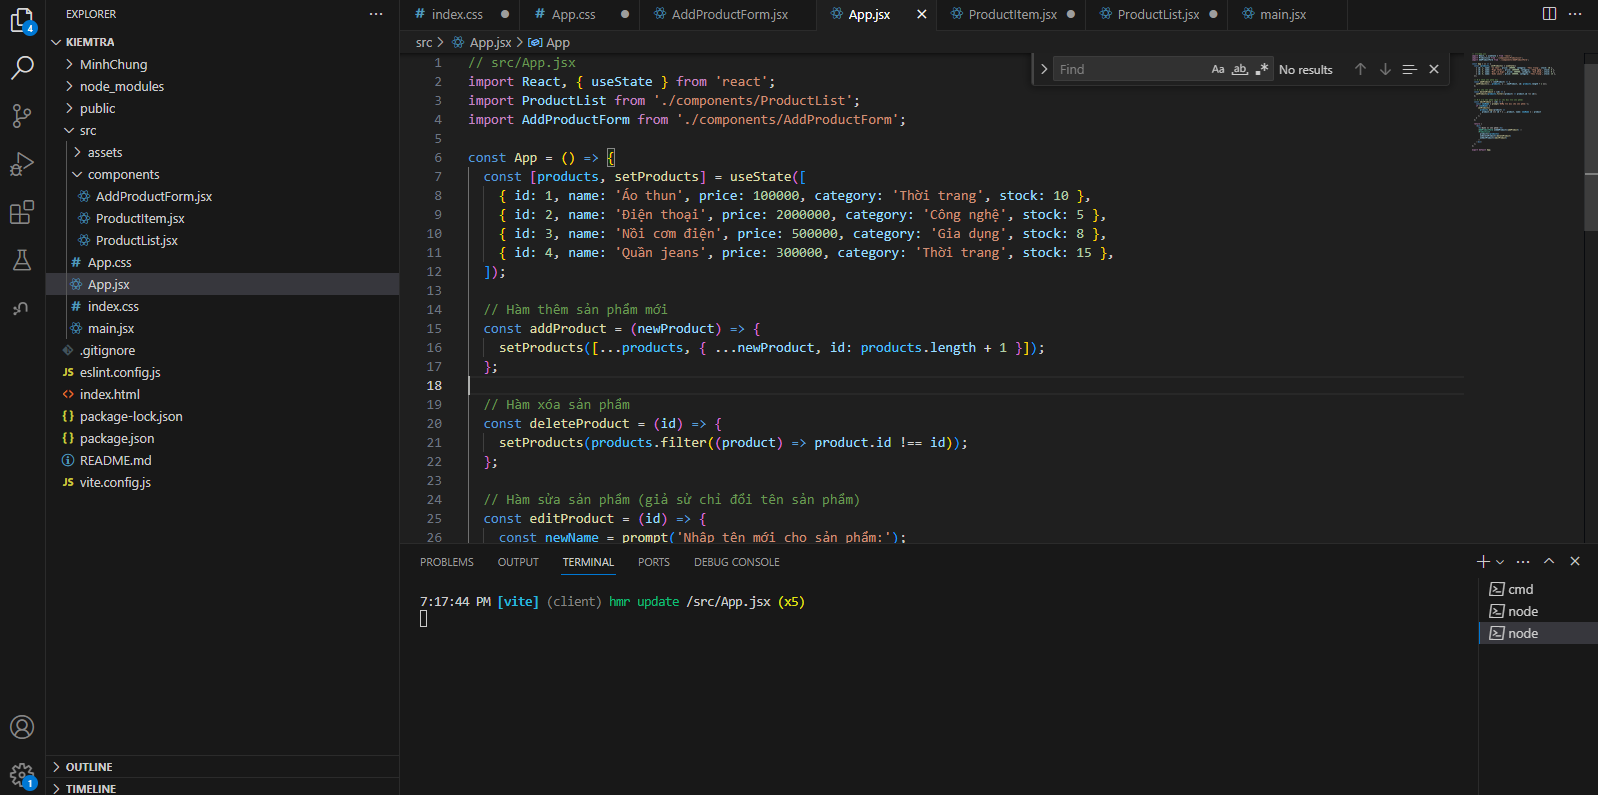 EXPLORER
KIEMTRA
MinhChung
node_modules
public
src
assets
components
AddProductForm.jsx
ProductItem.jsx
ProductList.jsx
# App.css
App.jsx
# index.css
main.jsx
.gitignore
JS eslint.config.js
<> index.html
{} package-lock.json
{} package.json
README.md
JS vite.config.js
OUTLINE
TIMELINE
4
1
# index.css
# App.css
AddProductForm.jsx
App.jsx
ProductItem.jsx
ProductList.jsx
main.jsx
src > App.jsx > App
Find
Aa ab .*
No results
1 // src/App.jsx
2 import React, { useState } from 'react';
3 import ProductList from './components/ProductList';
4 import AddProductForm from './components/AddProductForm';
5
6 const App = () => {
7 const [products, setProducts] = useState([
8 { id: 1, name: 'Áo thun', price: 100000, category: 'Thời trang', stock: 10 },
9 { id: 2, name: 'Điện thoại', price: 2000000, category: 'Công nghệ', stock: 5 },
10 { id: 3, name: 'Nồi cơm điện', price: 500000, category: 'Gia dụng', stock: 8 },
11 { id: 4, name: 'Quần jeans', price: 300000, category: 'Thời trang', stock: 15 },
12 ]);
13
14 // Hàm thêm sản phẩm mới
15 const addProduct = (newProduct) => {
16 setProducts([...products, { ...newProduct, id: products.length + 1 }]);
17 };
18
19 // Hàm xóa sản phẩm
20 const deleteProduct = (id) => {
21 setProducts(products.filter((product) => product.id !== id));
22 };
23
24 // Hàm sửa sản phẩm (giả sử chỉ đổi tên sản phẩm)
25 const editProduct = (id) => {
26 const newName = prompt('Nhập tên mới cho sản phẩm:');
PROBLEMS OUTPUT TERMINAL PORTS DEBUG CONSOLE
7:17:44 PM [vite] (client) hmr update /src/App.jsx (x5)
cmd
node
node